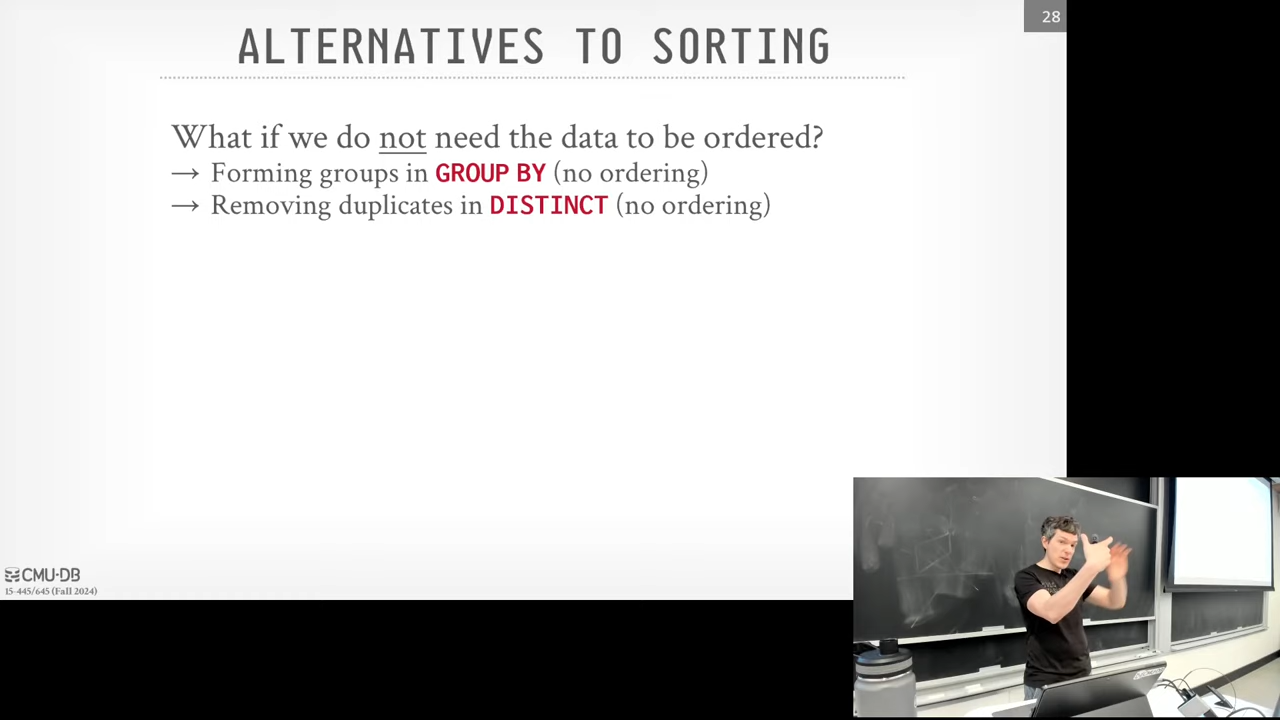 28
ALTERNATIVES TO SORTING
What if we do not need the data to be ordered?
→ Forming groups in GROUP BY (no ordering)
→ Removing duplicates in DISTINCT (no ordering)
CMU·DB
15-445/645 (Fall 2024)